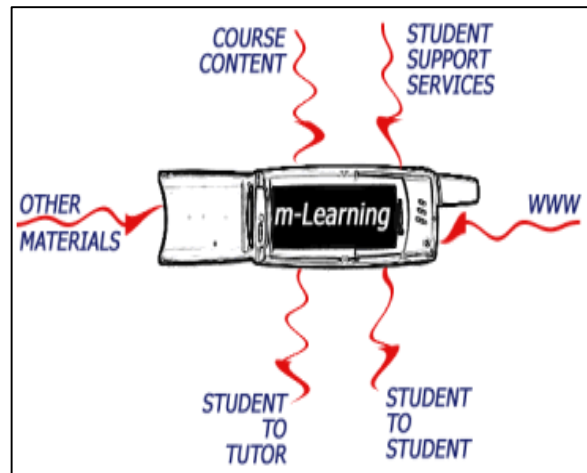 COURSE
CONTENT
STUDENT
SUPPORT
SERVICES
OTHER
MATERIALS
m-Learning
WWW
STUDENT
TO
TUTOR
STUDENT
TO
STUDENT